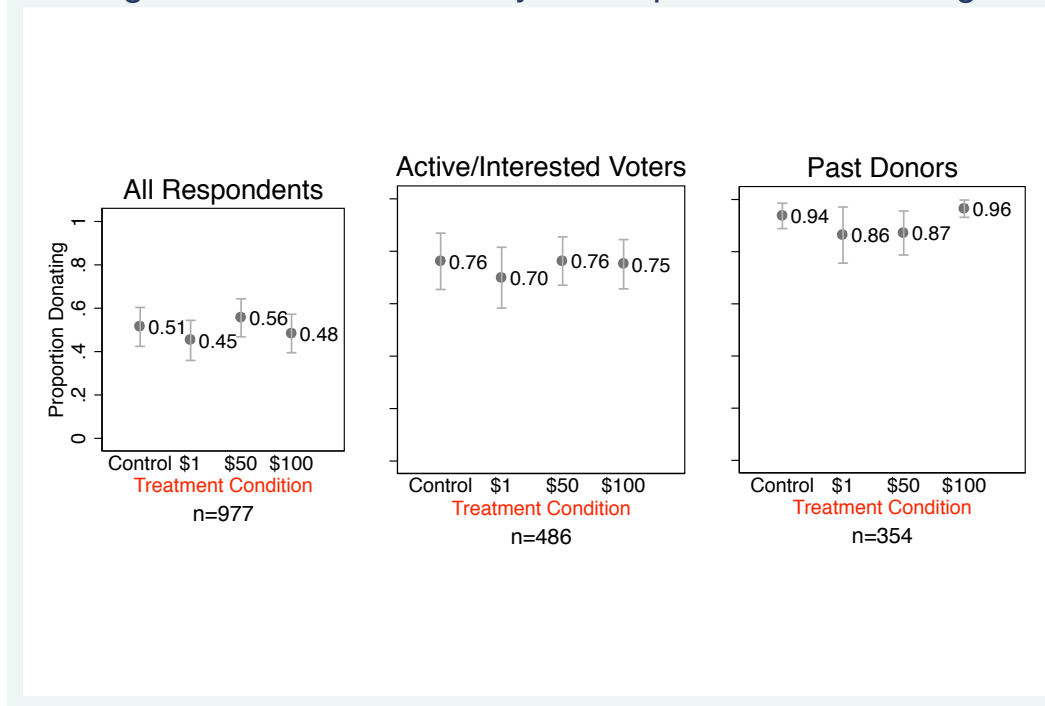 All Respondents
Proportion Donating
0 .2 .4 .6 .8 1
0.51
0.45
0.56
0.48
Control $1 $50 $100
Treatment Condition
n=977
Active/Interested Voters
0.76
0.70
0.76
0.75
Control $1 $50 $100
Treatment Condition
n=486
Past Donors
0.94
0.86
0.87
0.96
Control $1 $50 $100
Treatment Condition
n=354